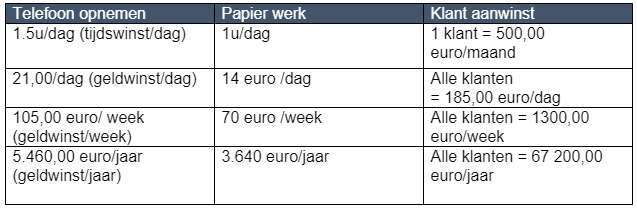 Telefoon opnemen
Papier werk
Klant aanwinst
1.5u/dag (tijdswinst/dag)
1u/dag
1 klant = 500,00
euro/maand
21,00/dag (geldwinst/dag)
14 euro /dag
Alle klanten
= 185,00 euro/dag
105,00 euro/ week
(geldwinst/week)
70 euro /week
Alle klanten = 1300,00
euro/week
5.460,00 euro/jaar
(geldwinst/jaar)
3.640 euro/jaar
Alle klanten = 67 200,00
euro/jaar